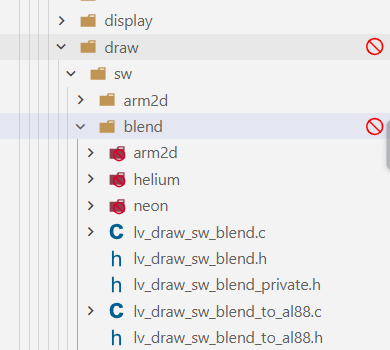 display
draw
sw
arm2d
blend
arm2d
helium
neon
C lv_draw_sw_blend.c
h lv_draw_sw_blend.h
h lv_draw_sw_blend_private.h
C lv_draw_sw_blend_to_al88.c
h lv_draw_sw_blend_to_al88.h